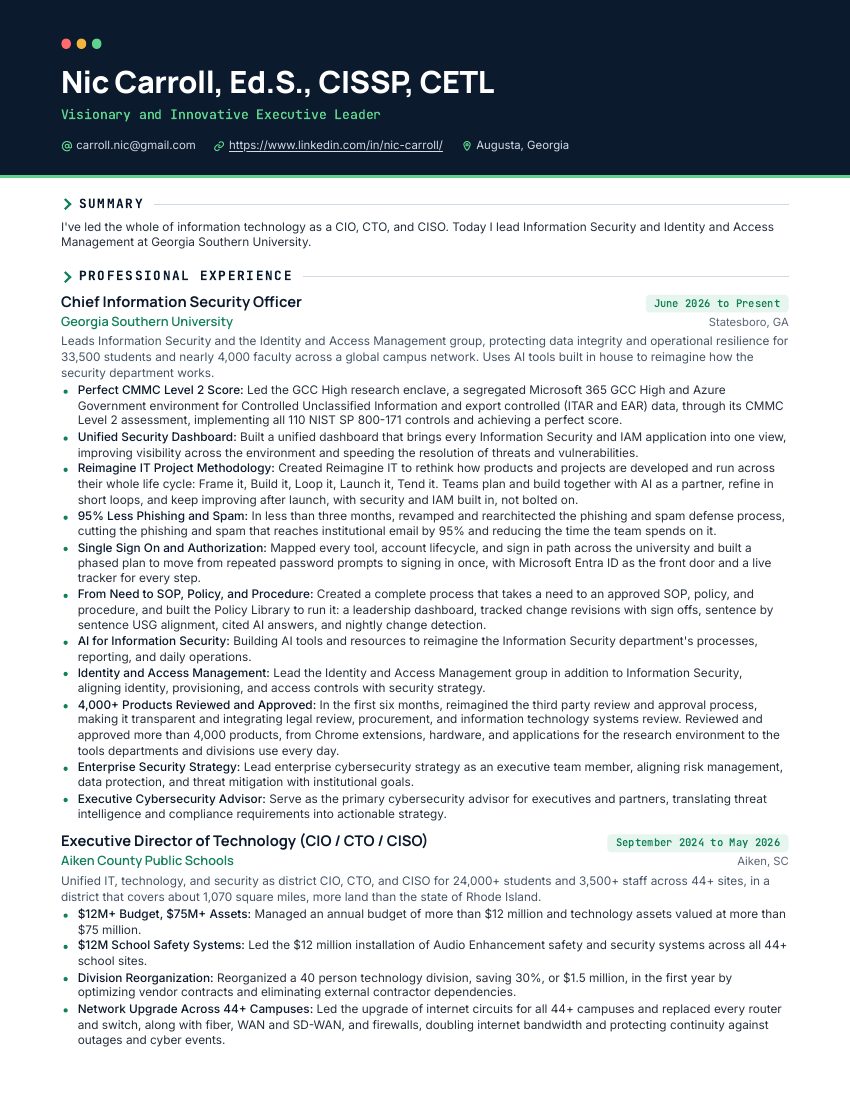 Nic Carroll, Ed.S., CISSP, CETL
Visionary and Innovative Executive Leader
carroll.nic@gmail.com https://www.linkedin.com/in/nic-carroll/ Augusta, Georgia
SUMMARY
I've led the whole of information technology as a CIO, CTO, and CISO. Today I lead Information Security and Identity and Access
Management at Georgia Southern University.
PROFESSIONAL EXPERIENCE
Chief Information Security Officer June 2026 to Present
Georgia Southern University Statesboro, GA
Leads Information Security and the Identity and Access Management group, protecting data integrity and operational resilience for
33,500 students and nearly 4,000 faculty across a global campus network. Uses AI tools built in house to reimagine how the
security department works.
• Perfect CMMC Level 2 Score: Led the GCC High research enclave, a segregated Microsoft 365 GCC High and Azure
Government environment for Controlled Unclassified Information and export controlled (ITAR and EAR) data, through its CMMC
Level 2 assessment, implementing all 110 NIST SP 800-171 controls and achieving a perfect score.
• Unified Security Dashboard: Built a unified dashboard that brings every Information Security and IAM application into one view,
improving visibility across the environment and speeding the resolution of threats and vulnerabilities.
• Reimagine IT Project Methodology: Created Reimagine IT to rethink how products and projects are developed and run across
their whole life cycle: Frame it, Build it, Loop it, Launch it, Tend it. Teams plan and build together with AI as a partner, refine in
short loops, and keep improving after launch, with security and IAM built in, not bolted on.
• 95% Less Phishing and Spam: In less than three months, revamped and rearchitected the phishing and spam defense process,
cutting the phishing and spam that reaches institutional email by 95% and reducing the time the team spends on it.
• Single Sign On and Authorization: Mapped every tool, account lifecycle, and sign in path across the university and built a
phased plan to move from repeated password prompts to signing in once, with Microsoft Entra ID as the front door and a live
tracker for every step.
• From Need to SOP, Policy, and Procedure: Created a complete process that takes a need to an approved SOP, policy, and
procedure, and built the Policy Library to run it: a leadership dashboard, tracked change revisions with sign offs, sentence by
sentence USG alignment, cited AI answers, and nightly change detection.
• AI for Information Security: Building AI tools and resources to reimagine the Information Security department's processes,
reporting, and daily operations.
• Identity and Access Management: Lead the Identity and Access Management group in addition to Information Security,
aligning identity, provisioning, and access controls with security strategy.
• 4,000+ Products Reviewed and Approved: In the first six months, reimagined the third party review and approval process,
making it transparent and integrating legal review, procurement, and information technology systems review. Reviewed and
approved more than 4,000 products, from Chrome extensions, hardware, and applications for the research environment to the
tools departments and divisions use every day.
• Enterprise Security Strategy: Lead enterprise cybersecurity strategy as an executive team member, aligning risk management,
data protection, and threat mitigation with institutional goals.
• Executive Cybersecurity Advisor: Serve as the primary cybersecurity advisor for executives and partners, translating threat
intelligence and compliance requirements into actionable strategy.
Executive Director of Technology (CIO / CTO / CISO) September 2024 to May 2026
Aiken County Public Schools Aiken, SC
Unified IT, technology, and security as district CIO, CTO, and CISO for 24,000+ students and 3,500+ staff across 44+ sites, in a
district that covers about 1,070 square miles, more land than the state of Rhode Island.
• $12M+ Budget, $75M+ Assets: Managed an annual budget of more than $12 million and technology assets valued at more than
$75 million.
• $12M School Safety Systems: Led the $12 million installation of Audio Enhancement safety and security systems across all 44+
school sites.
• Division Reorganization: Reorganized a 40 person technology division, saving 30%, or $1.5 million, in the first year by
optimizing vendor contracts and eliminating external contractor dependencies.
• Network Upgrade Across 44+ Campuses: Led the upgrade of internet circuits for all 44+ campuses and replaced every router
and switch, along with fiber, WAN and SD-WAN, and firewalls, doubling internet bandwidth and protecting continuity against
outages and cyber events.